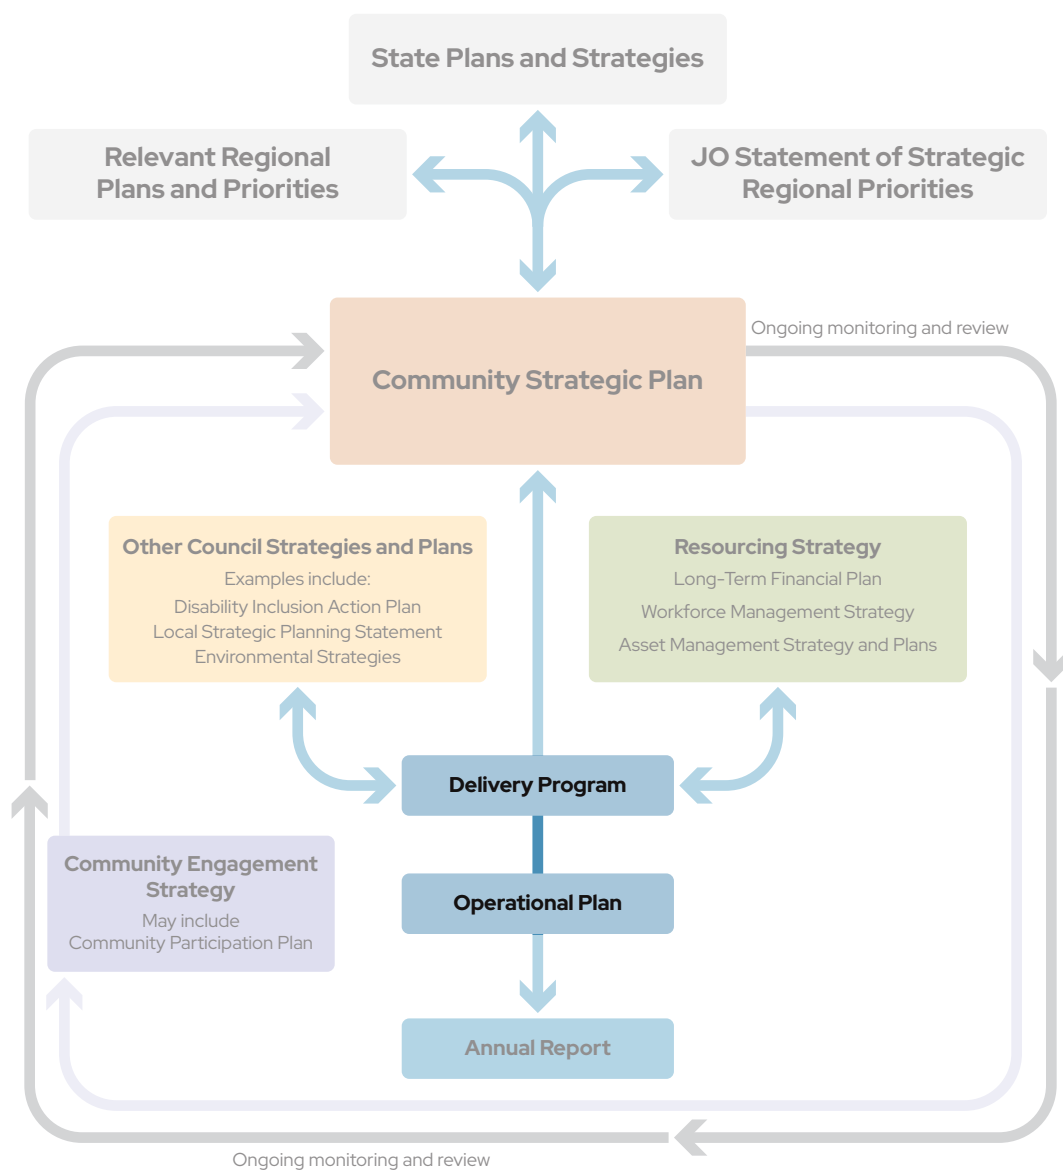 State Plans and Strategies
Relevant Regional
Plans and Priorities
JO Statement of Strategic
Regional Priorities
Ongoing monitoring and review
Community Strategic Plan
Other Council Strategies and Plans
Examples include:
Disability Inclusion Action Plan
Local Strategic Planning Statement
Environmental Strategies
Resourcing Strategy
Long-Term Financial Plan
Workforce Management Strategy
Asset Management Strategy and Plans
Delivery Program
Community Engagement
Strategy
May include
Community Participation Plan
Operational Plan
Annual Report
Ongoing monitoring and review